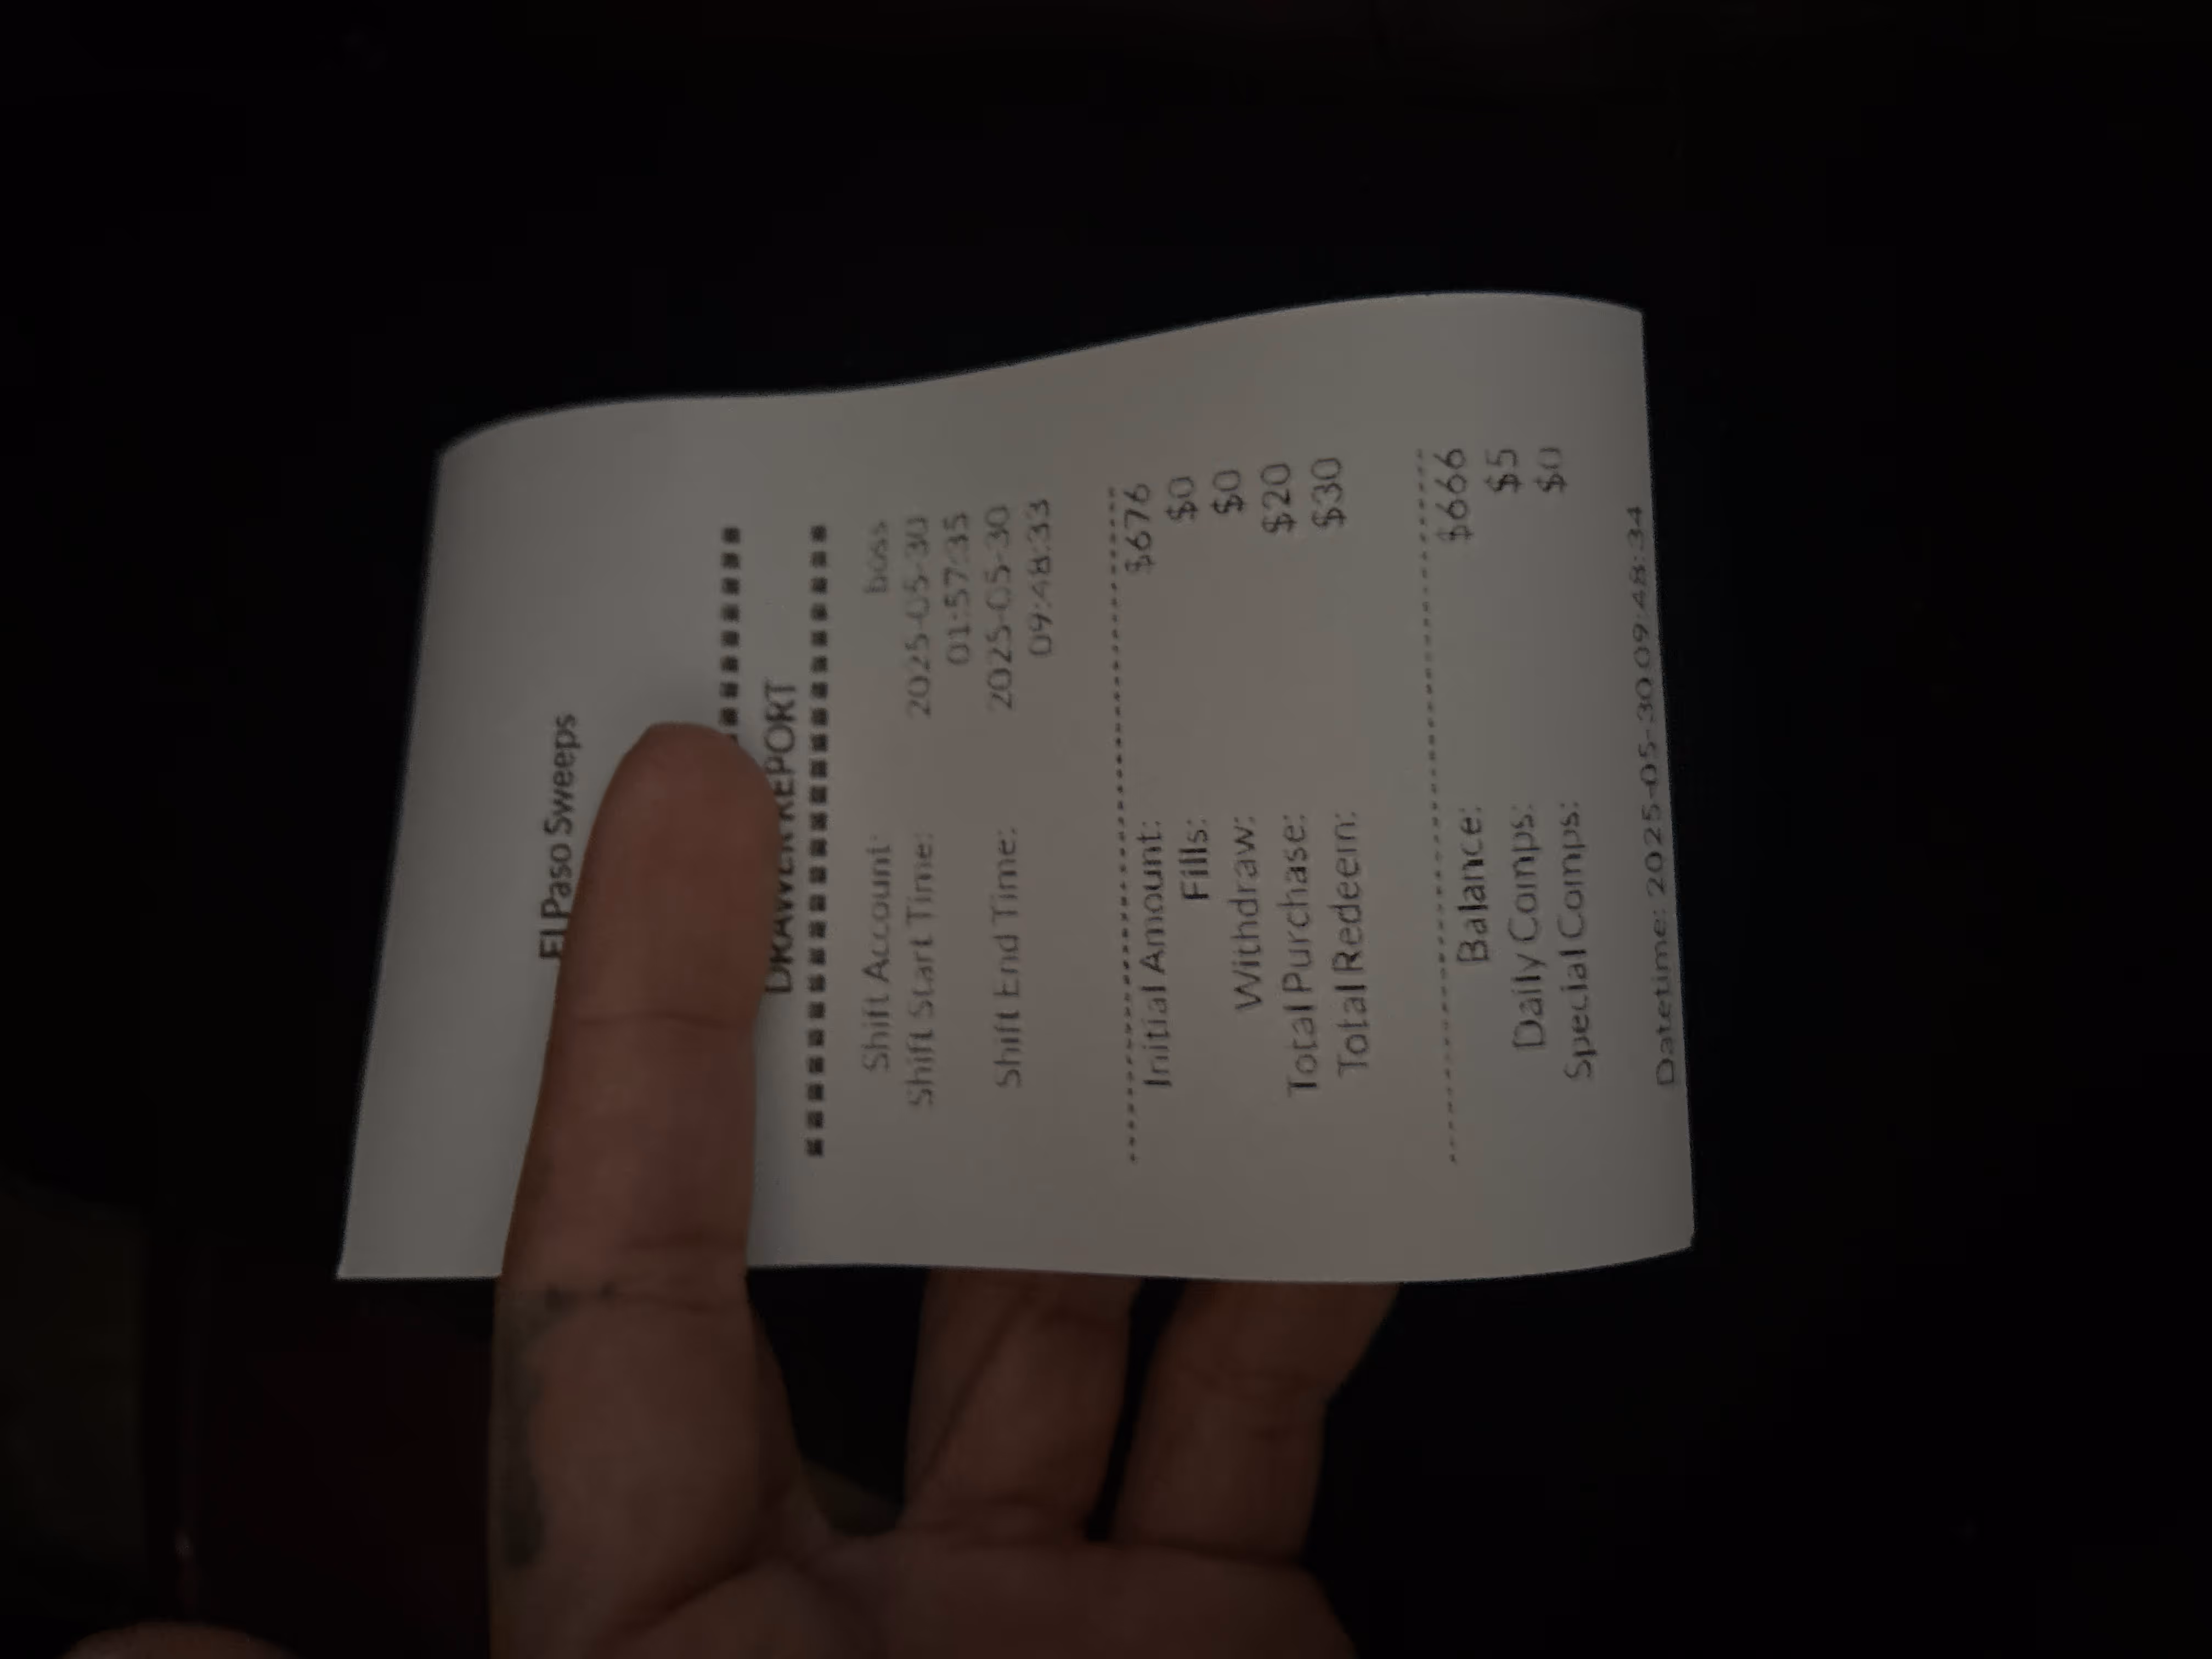 El Paso Sweeps
DRAWER REPORT
Shift Account: boss
Shift Start Time: 2025-05-30
01:57:35
Shift End Time: 2025-05-30
09:48:33
Initial Amount: $676
Fills: $0
Withdraw: $0
Total Purchase: $20
Total Redeem: $30
Balance: $666
Daily Comps: $5
Special Comps: $0
Datetime: 2025-05-30 09:48:34